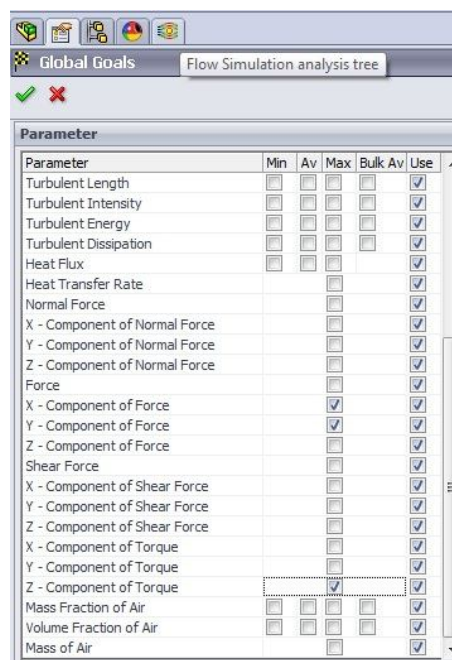 Global Goals
Flow Simulation analysis tree
Parameter
Parameter Min Av Max Bulk Av Use
Turbulent Length
Turbulent Intensity
Turbulent Energy
Turbulent Dissipation
Heat Flux
Heat Transfer Rate
Normal Force
X - Component of Normal Force
Y - Component of Normal Force
Z - Component of Normal Force
Force
X - Component of Force
Y - Component of Force
Z - Component of Force
Shear Force
X - Component of Shear Force
Y - Component of Shear Force
Z - Component of Shear Force
X - Component of Torque
Y - Component of Torque
Z - Component of Torque
Mass Fraction of Air
Volume Fraction of Air
Mass of Air